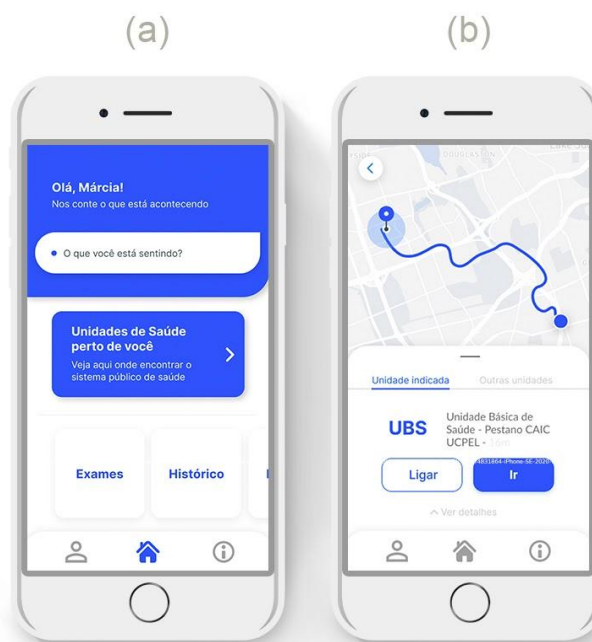 (a)
Olá, Márcia!
Nos conte o que está acontecendo
O que você está sentindo?
Unidades de Saúde
perto de você
Veja aqui onde encontrar o
sistema público de saúde
Exames
Histórico
(b)
DOUGLASTON
Unidade indicada
Outras unidades
UBS
Unidade Básica de
Saúde - Pestano CAIC
UCPEL -
Ligar
Ir
Ver detalhes